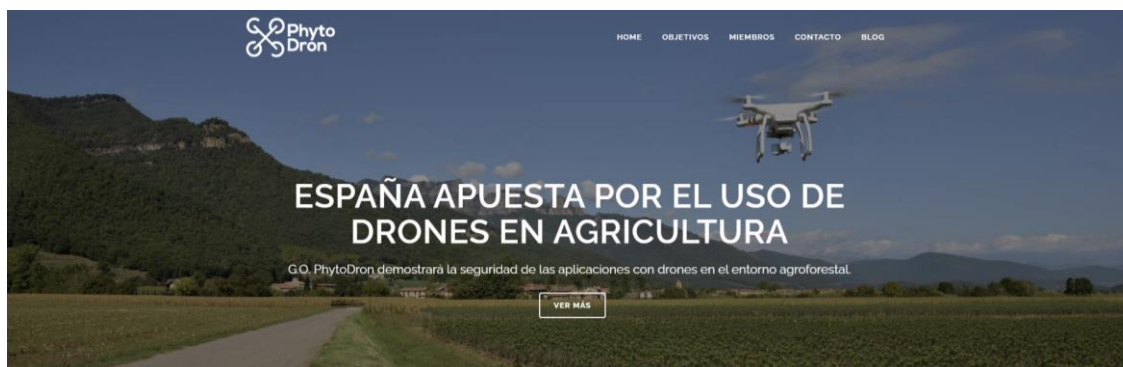 Phyto
Drón
HOME OBJETIVOS MIEMBROS CONTACTO BLOG
ESPAÑA APUESTA POR EL USO DE
DRONES EN AGRICULTURA
G.O. PhytoDron demostrará la seguridad de las aplicaciones con drones en el entorno agroforestal.
VER MÁS